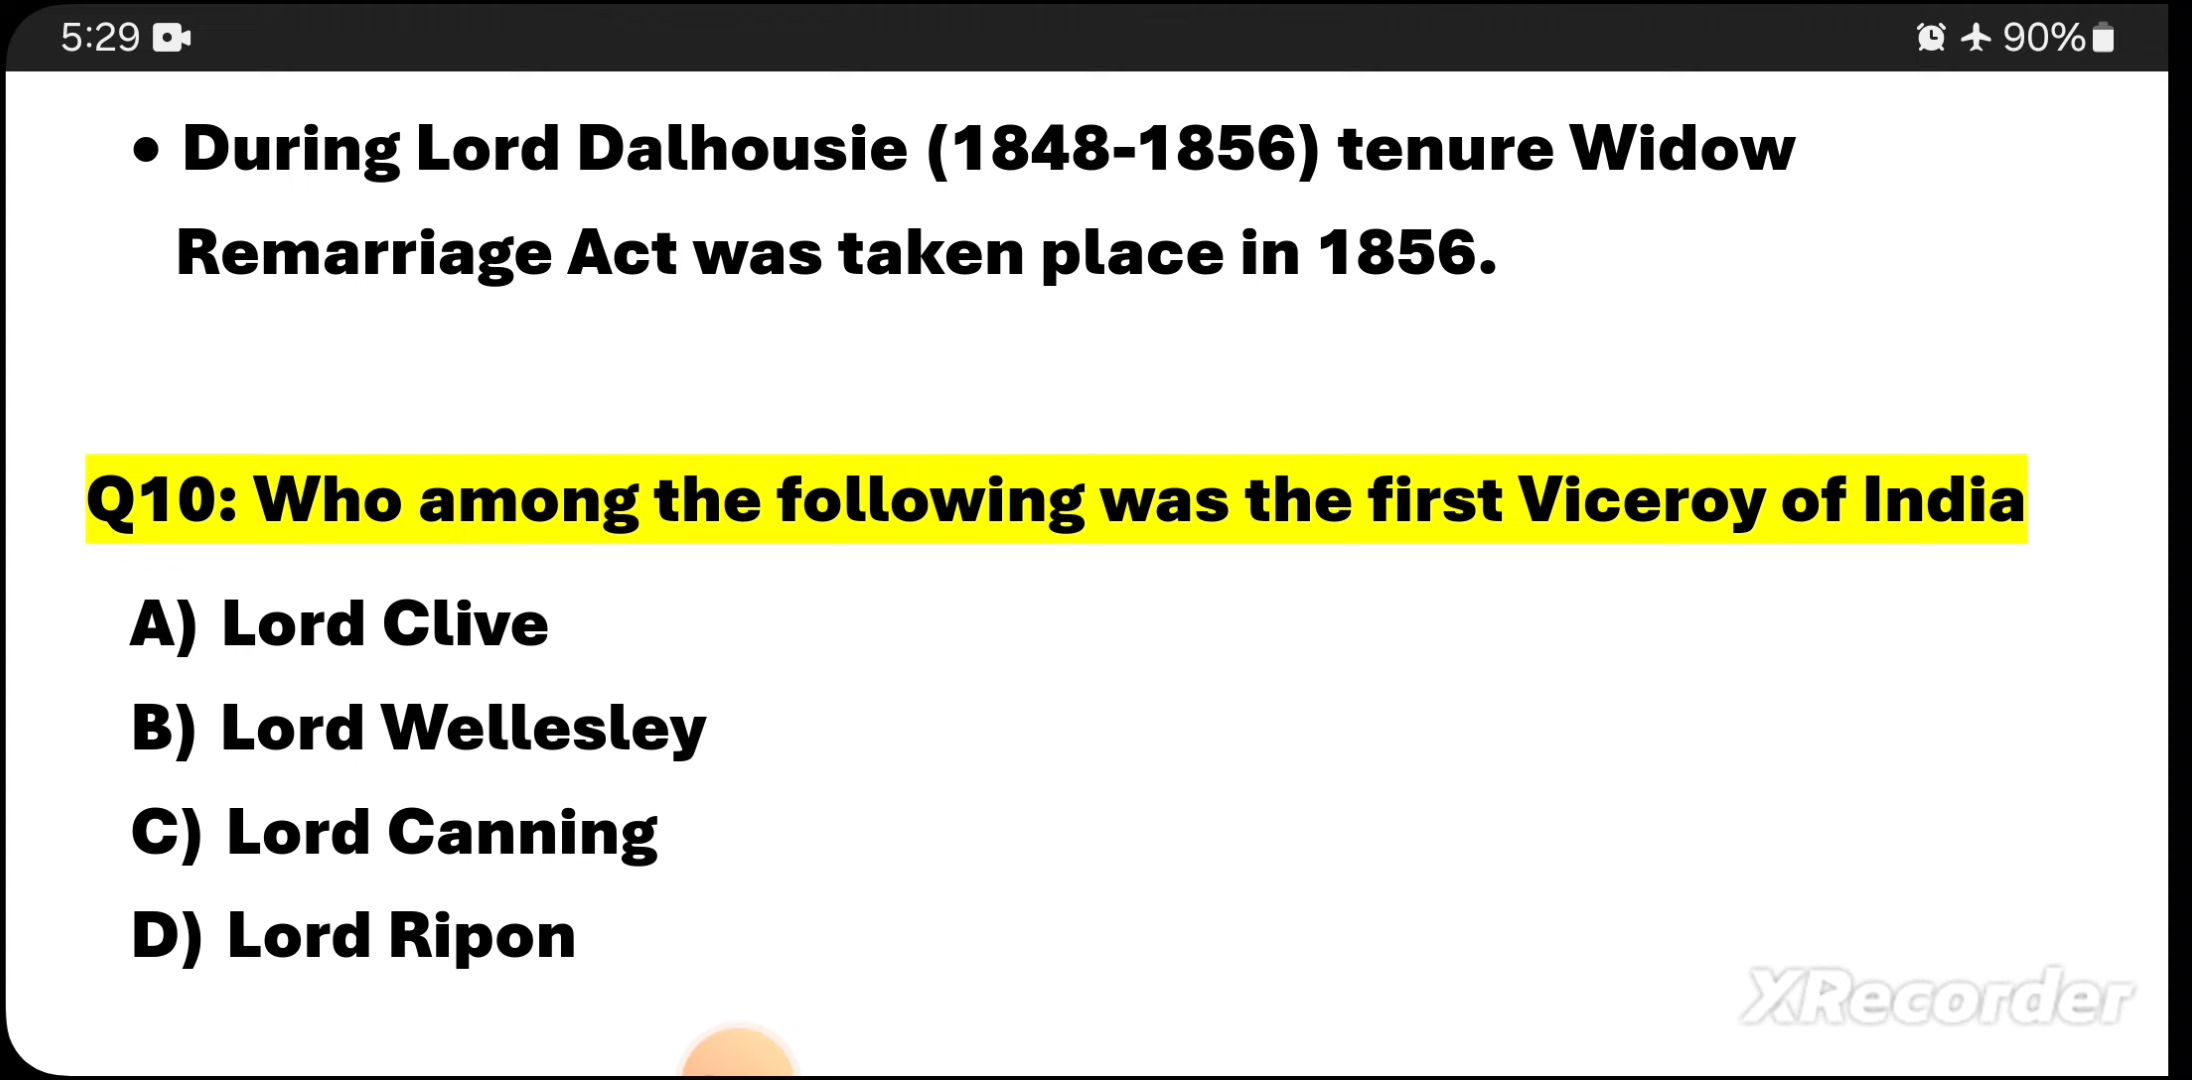 5:29
90%
• During Lord Dalhousie (1848-1856) tenure Widow
Remarriage Act was taken place in 1856.
Q10: Who among the following was the first Viceroy of India
A) Lord Clive
B) Lord Wellesley
C) Lord Canning
D) Lord Ripon
XRecorder